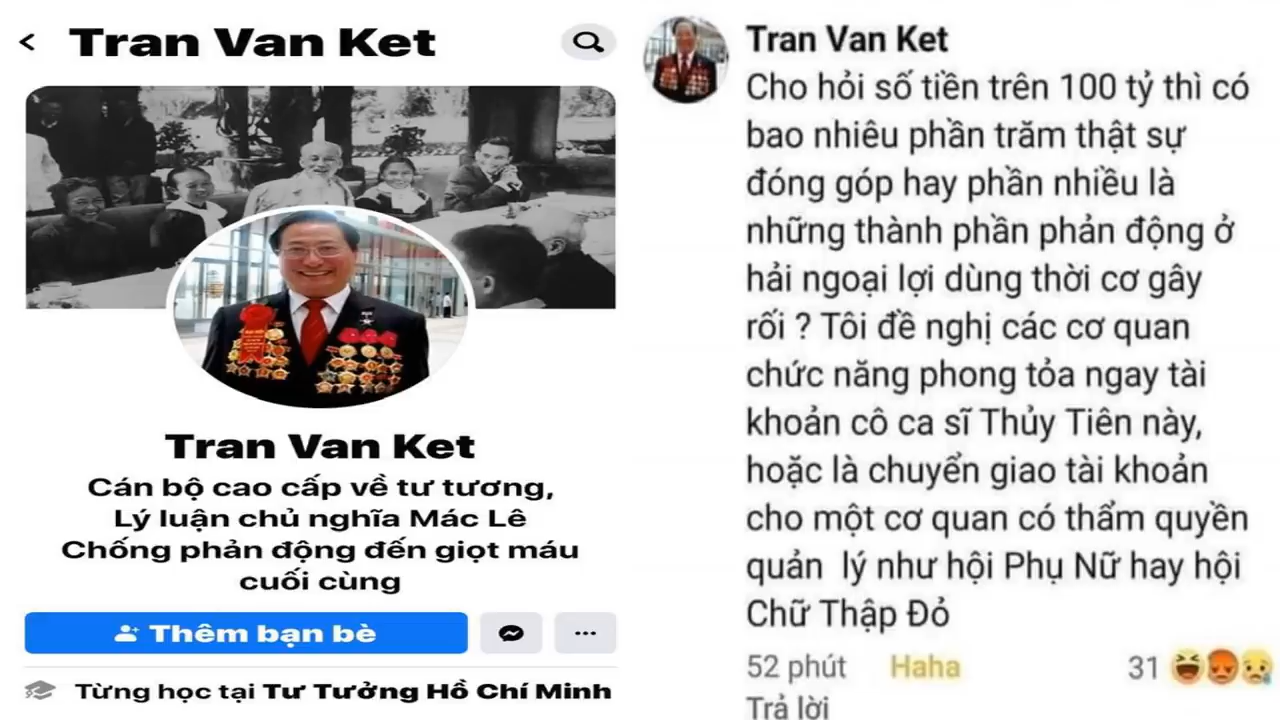 Tran Van Ket
Tran Van Ket
Cán bộ cao cấp về tư tương,
Lý luận chủ nghĩa Mác Lê
Chống phản động đến giọt máu
cuối cùng
Thêm bạn bè
Từng học tại Tư Tưởng Hồ Chí Minh
Tran Van Ket
Cho hỏi số tiền trên 100 tỷ thì có
bao nhiêu phần trăm thật sự
đóng góp hay phần nhiều là
những thành phần phản động ở
hải ngoại lợi dùng thời cơ gây
rối ? Tôi đề nghị các cơ quan
chức năng phong tỏa ngay tài
khoản cô ca sĩ Thủy Tiên này,
hoặc là chuyển giao tài khoản
cho một cơ quan có thẩm quyền
quản lý như hội Phụ Nữ hay hội
Chữ Thập Đỏ
52 phút Haha 31
Trả lời